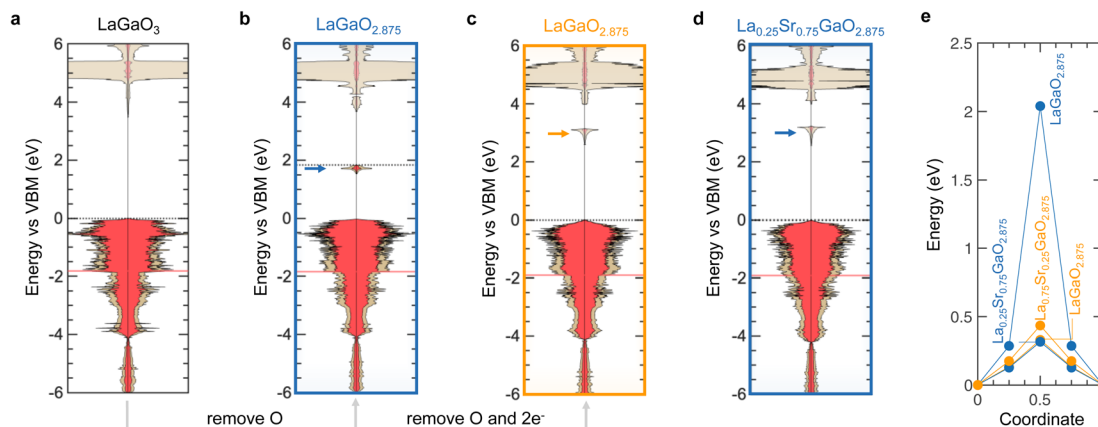 a
LaGaO3
Energy vs VBM (eV)
6
4
2
0
-2
-4
-6
b
LaGaO2.875
Energy vs VBM (eV)
6
4
2
0
-2
-4
-6
c
LaGaO2.875
Energy vs VBM (eV)
6
4
2
0
-2
-4
-6
d
La0.25Sr0.75GaO2.875
Energy vs VBM (eV)
6
4
2
0
-2
-4
-6
remove O
remove O and 2e-
e
Energy (eV)
2.5
2
1.5
1
0.5
0
La0.25Sr0.75GaO2.875
LaGaO2.875
La0.75Sr0.25GaO2.875
LaGaO2.875
0
0.5
Coordinate